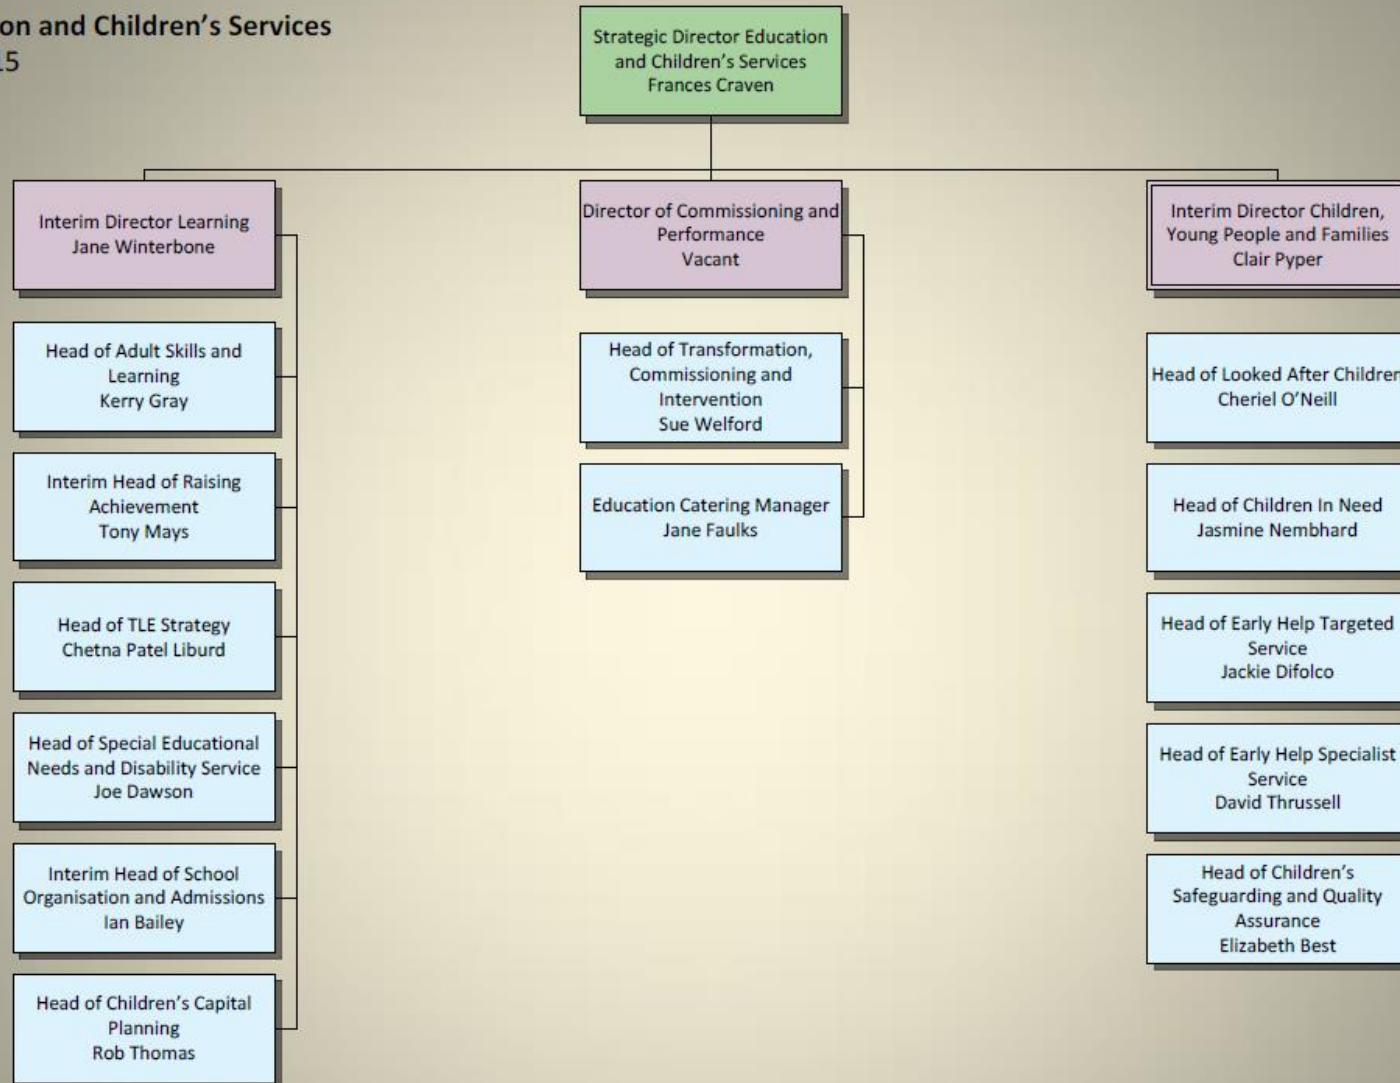 on and Children's Services
15
Strategic Director Education
and Children's Services
Frances Craven
Interim Director Learning
Jane Winterbone
Director of Commissioning and
Performance
Vacant
Interim Director Children,
Young People and Families
Clair Pyper
Head of Adult Skills and
Learning
Kerry Gray
Interim Head of Raising
Achievement
Tony Mays
Head of TLE Strategy
Chetna Patel Liburd
Head of Special Educational
Needs and Disability Service
Joe Dawson
Interim Head of School
Organisation and Admissions
Ian Bailey
Head of Children's Capital
Planning
Rob Thomas
Head of Transformation,
Commissioning and
Intervention
Sue Welford
Education Catering Manager
Jane Faulks
Head of Looked After Children
Cheriel O'Neill
Head of Children In Need
Jasmine Nembhard
Head of Early Help Targeted
Service
Jackie Difolco
Head of Early Help Specialist
Service
David Thrussell
Head of Children's
Safeguarding and Quality
Assurance
Elizabeth Best